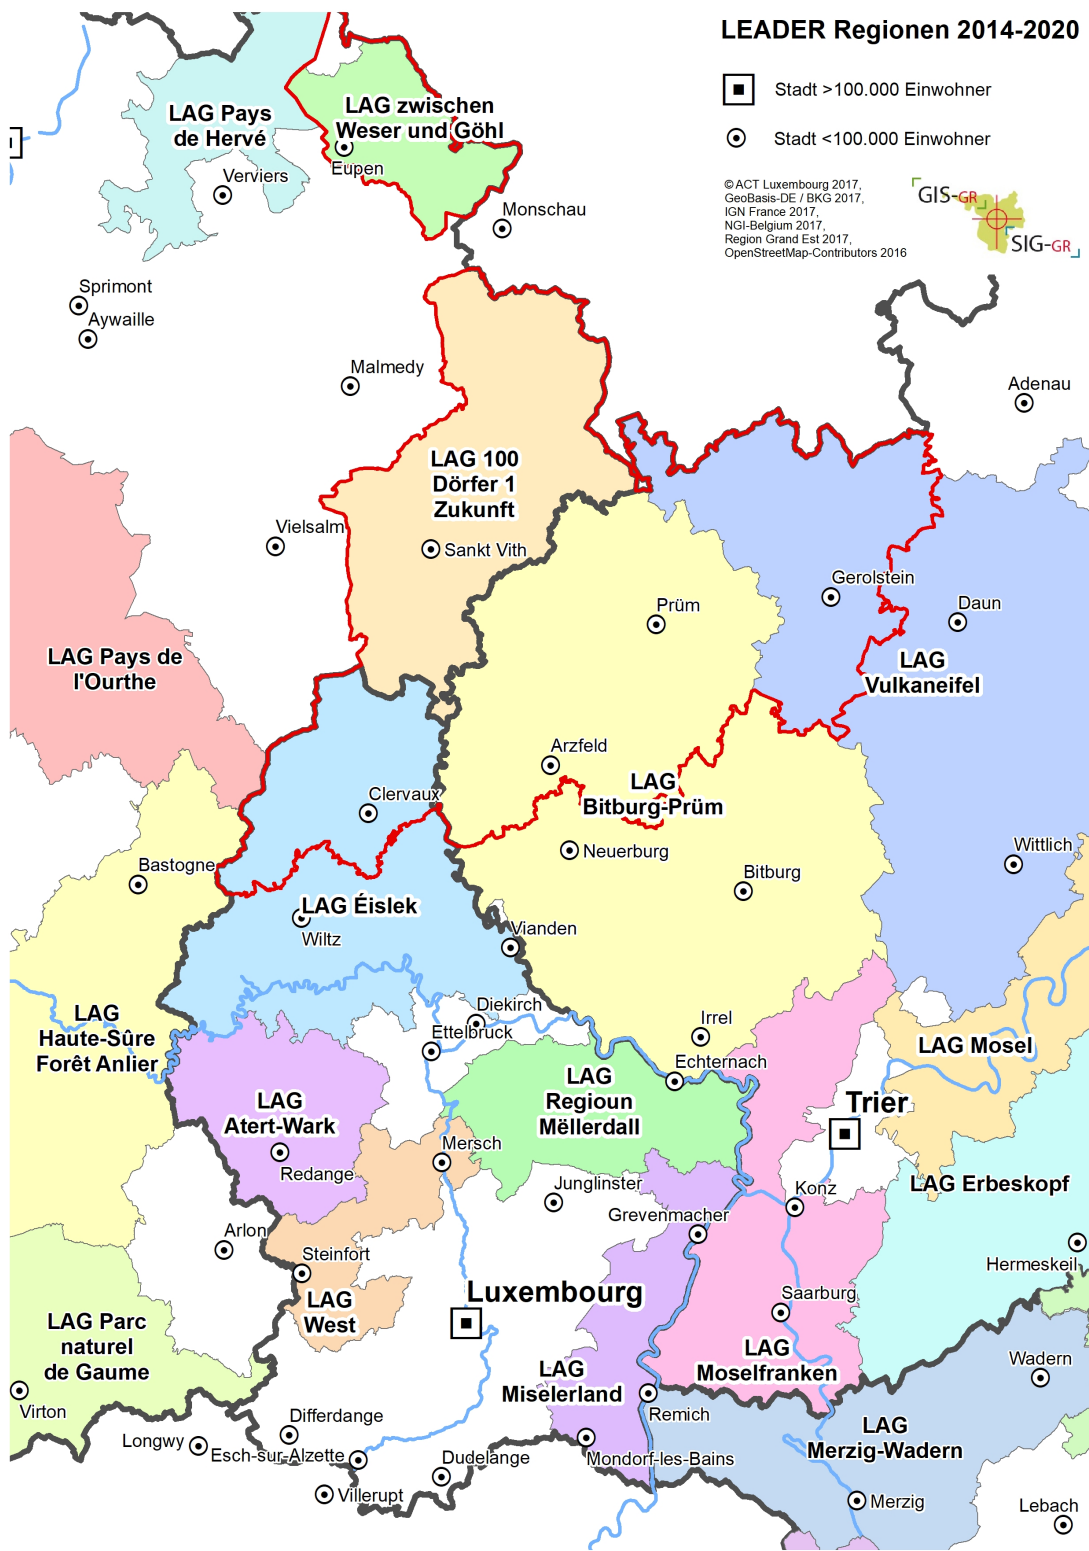 LEADER Regionen 2014-2020
Stadt >100.000 Einwohner
Stadt <100.000 Einwohner
©ACT Luxembourg 2017,
GeoBasis-DE / BKG 2017,
IGN France 2017,
NGI-Belgium 2017,
Region Grand Est 2017,
OpenStreetMap-Contributors 2016
GIS-GR
SIG-GR
LAG Pays
de Hervé
LAG zwischen
Weser und Göhl
Eupen
Verviers
Monschau
Sprimont
Aywaille
Malmedy
Adenau
LAG 100
Dörfer 1
Zukunft
Vielsalm
Sankt Vith
Gerolstein
Prüm
Daun
LAG Pays de
l'Ourthe
LAG
Vulkaneifel
Arzfeld
LAG
Bitburg-Prüm
Clervaux
Neuerburg
Wittlich
Bastogne
Bitburg
LAG Éislek
Wiltz
Vianden
LAG
Haute-Sûre
Forêt Anlier
Diekirch
Ettelbruck
Irrel
LAG Mosel
Echternach
LAG
Regioun
Mëllerdall
LAG
Atert-Wark
Trier
Mersch
Redange
LAG Erbeskopf
Junglinster
Konz
Grevenmacher
Arlon
Steinfort
Hermeskeil
Luxembourg
Saarburg
LAG
West
LAG Parc
naturel
de Gaume
LAG
Moselfranken
Wadern
LAG
Miselerland
Virton
Remich
Differdange
LAG
Merzig-Wadern
Longwy
Esch-sur-Alzette
Dudelange
Mondorf-les-Bains
Villerupt
Merzig
Lebach